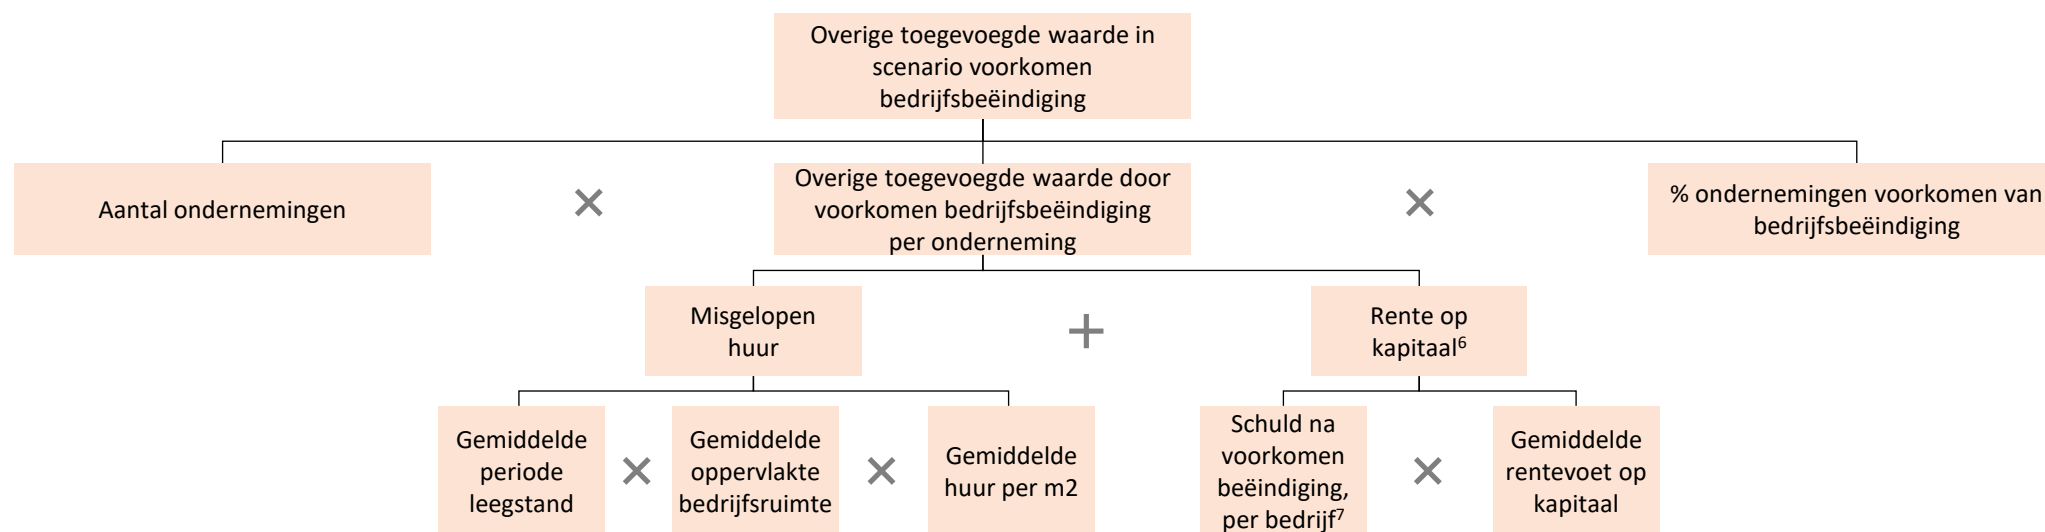 Overige toegevoegde waarde in
scenario voorkomen
bedrijfsbeëindiging
Aantal ondernemingen
×
Overige toegevoegde waarde door
voorkomen bedrijfsbeëindiging
per onderneming
×
% ondernemingen voorkomen van
bedrijfsbeëindiging
Misgelopen
huur
+
Rente op
kapitaal⁶
Gemiddelde
periode
leegstand
×
Gemiddelde
oppervlakte
bedrijfsruimte
×
Gemiddelde
huur per m2
Schuld na
voorkomen
beëindiging,
per bedrijf⁷
×
Gemiddelde
rentevoet op
kapitaal